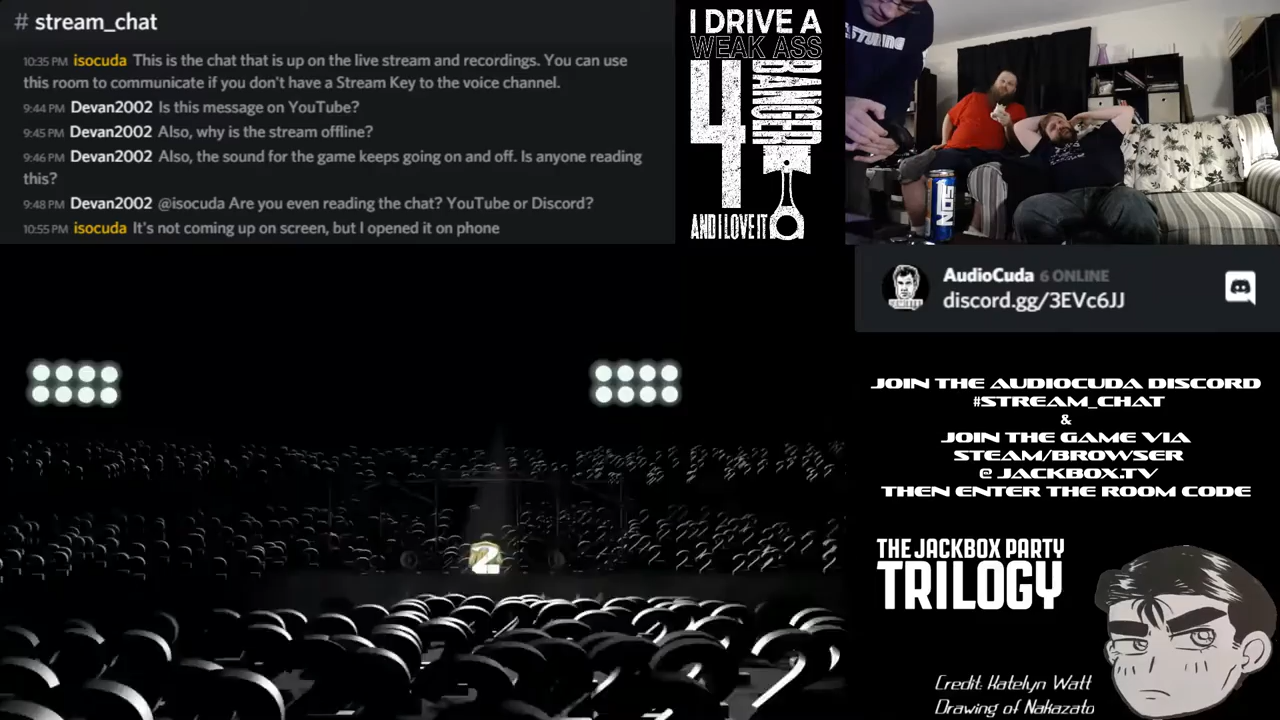 # stream_chat
10:35 PM isocuda This is the chat that is up on the live stream and recordings. You can use
this room to communicate if you don't have a Steam Key to the voice channel.
9:44 PM Devan2002 Is this message on YouTube?
9:45 PM Devan2002 Also, why is the stream offline?
9:46 PM Devan2002 Also, the sound for the game keeps going on and off. Is anyone reading
this?
9:48 PM Devan2002 @isocuda Are you even reading the chat? YouTube or Discord?
10:55 PM isocuda It's not coming up on screen, but I opened it on phone
I DRIVE A
WEAK ASS
4
BANGER
AND I LOVE IT
AudioCuda 6 ONLINE
discord.gg/3EVc6JJ
JOIN THE AUDIOCUDA DISCORD
#STREAM_CHAT
&
JOIN THE GAME VIA
STEAM/BROWSER
@ JACKBOX.TV
THEN ENTER THE ROOM CODE
THE JACKBOX PARTY
TRILOGY
Credit: Katelyn Watt
Drawing of Nakazato
2